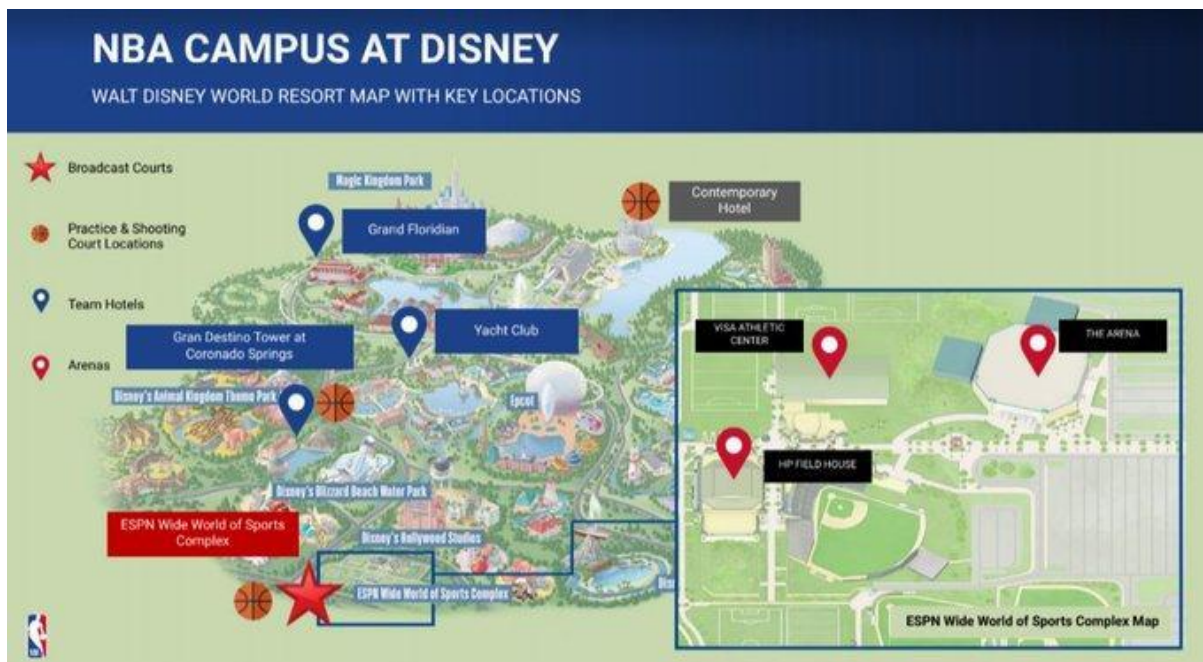 NBA CAMPUS AT DISNEY
WALT DISNEY WORLD RESORT MAP WITH KEY LOCATIONS
Broadcast Courts
Practice & Shooting
Court Locations
Team Hotels
Arenas
Magic Kingdom Park
Contemporary
Hotel
Grand Floridian
Yacht Club
Gran Destino Tower at
Coronado Springs
Disney's Animal Kingdom Theme Park
Epcot
Disney's Blizzard Beach Water Park
ESPN Wide World of Sports
Complex
Disney's Hollywood Studios
ESPN Wide World of Sports Complex
VISA ATHLETIC
CENTER
THE ARENA
HP FIELD HOUSE
ESPN Wide World of Sports Complex Map